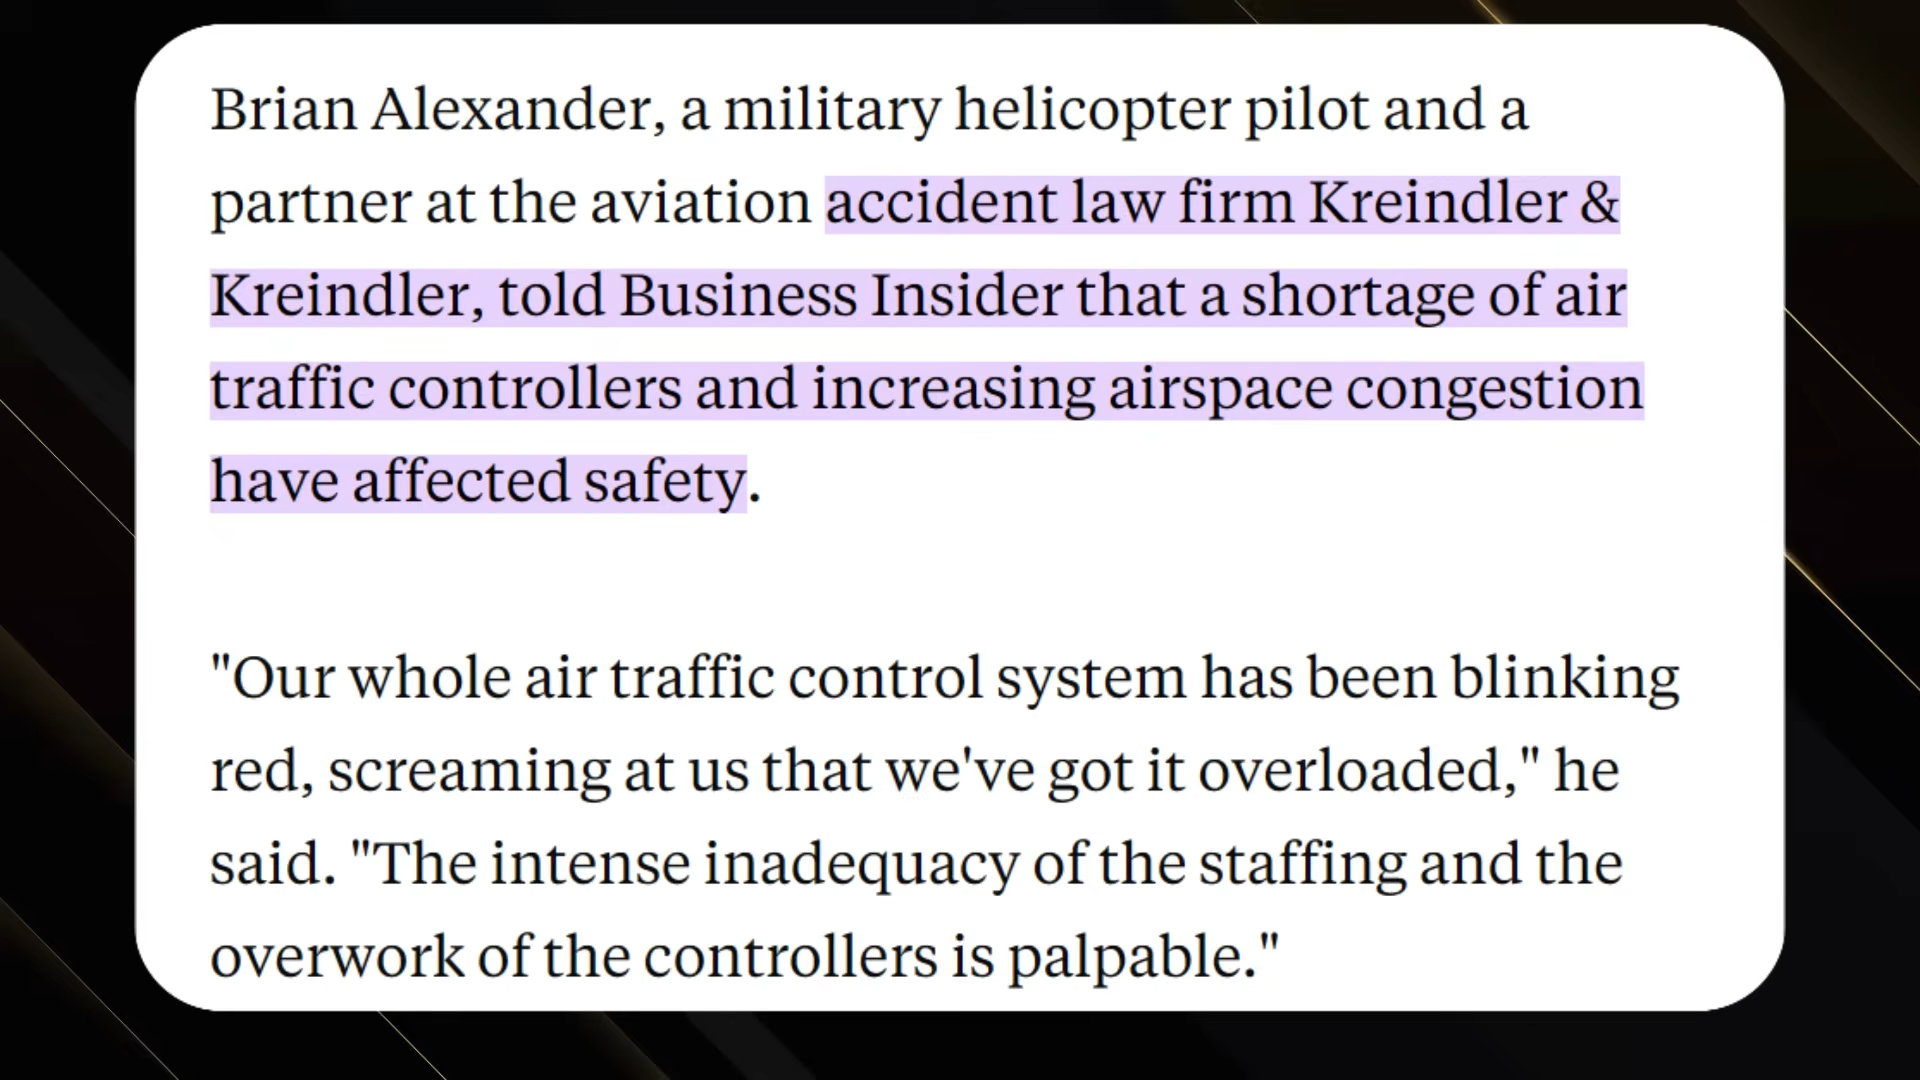 Brian Alexander, a military helicopter pilot and a
partner at the aviation accident law firm Kreindler &
Kreindler, told Business Insider that a shortage of air
traffic controllers and increasing airspace congestion
have affected safety.
"Our whole air traffic control system has been blinking
red, screaming at us that we've got it overloaded," he
said. "The intense inadequacy of the staffing and the
overwork of the controllers is palpable."